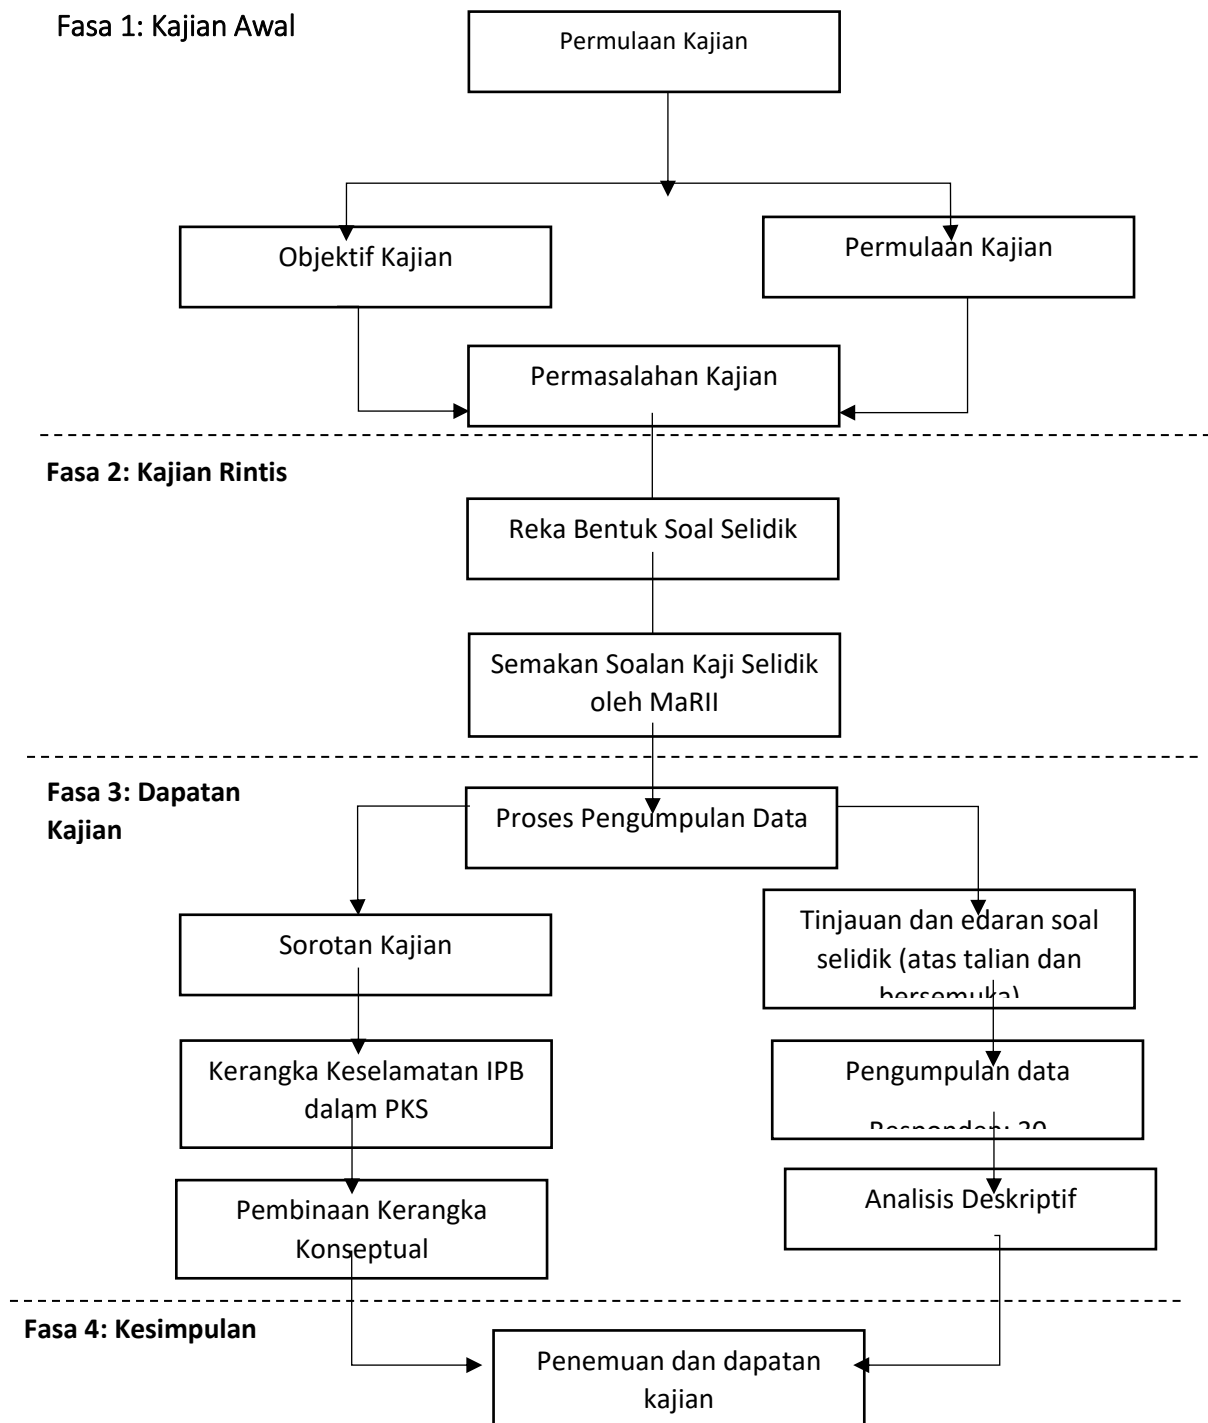 Fasa 1: Kajian Awal
Permulaan Kajian
Objektif Kajian
Permulaan Kajian
Permasalahan Kajian
Fasa 2: Kajian Rintis
Reka Bentuk Soal Selidik
Semakan Soalan Kaji Selidik
oleh MaRII
Fasa 3: Dapatan
Kajian
Proses Pengumpulan Data
Sorotan Kajian
Tinjauan dan edaran soal
selidik (atas talian dan
bersemuka)
Kerangka Keselamatan IPB
dalam PKS
Pengumpulan data
Responden: 30
Pembinaan Kerangka
Konseptual
Analisis Deskriptif
Fasa 4: Kesimpulan
Penemuan dan dapatan
kajian